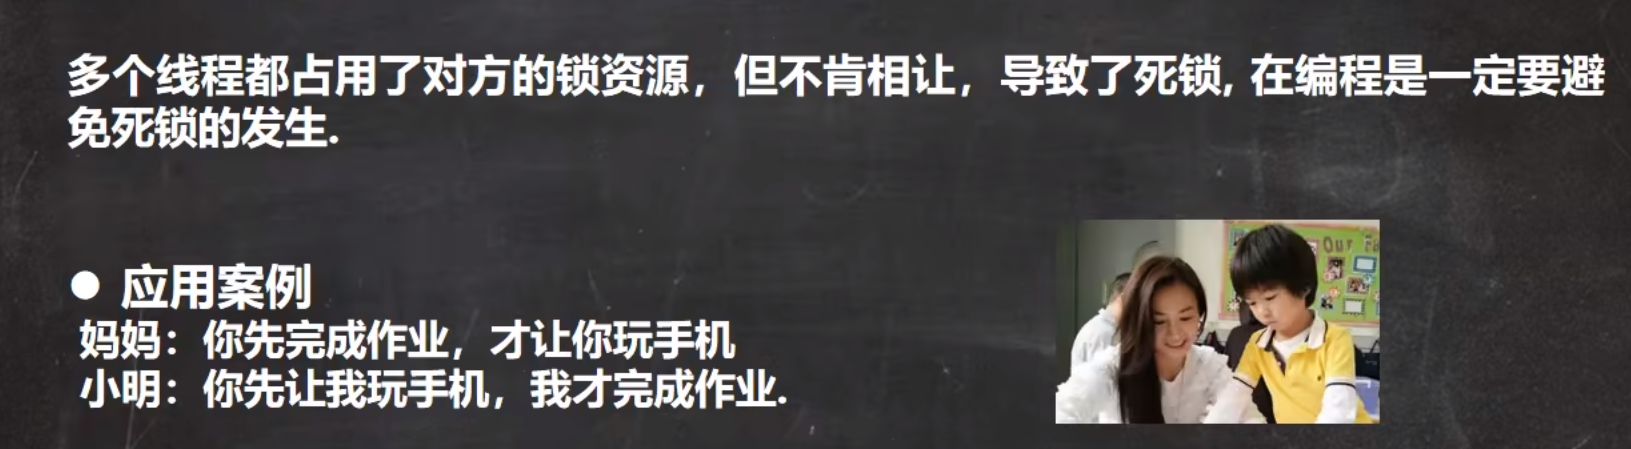 多个线程都占用了对方的锁资源，但不肯相让，导致了死锁, 在编程是一定要避
免死锁的发生.
● 应用案例
妈妈：你先完成作业，才让你玩手机
小明：你先让我玩手机，我才完成作业.
Our